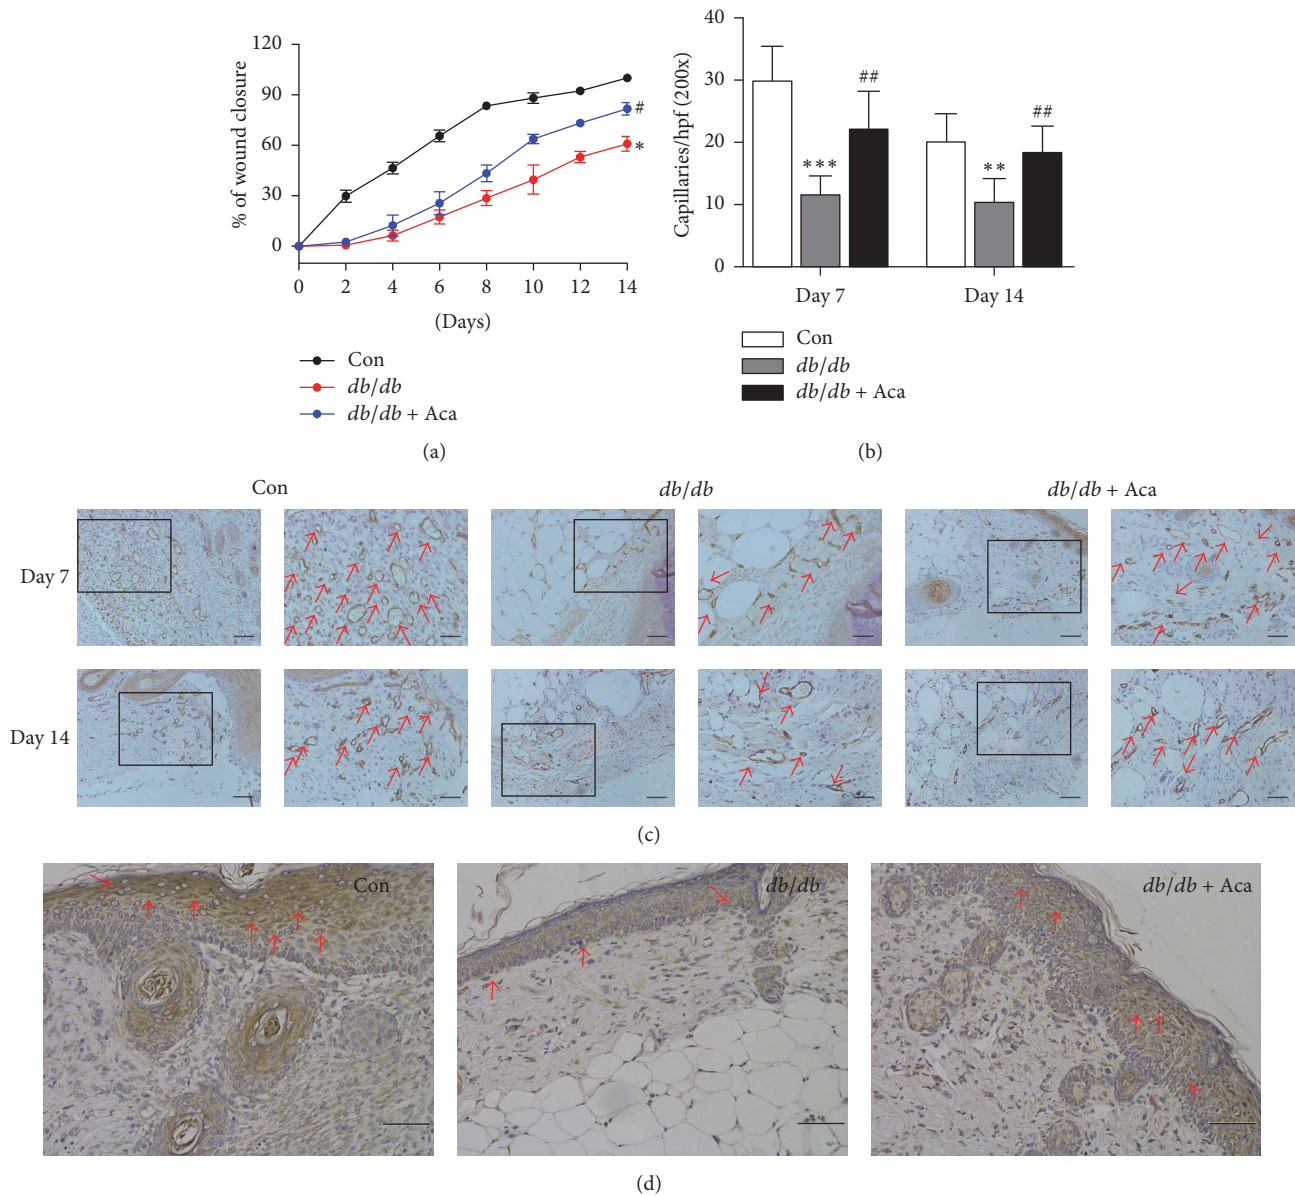 120
90
60
30
0
% of wound closure
0 2 4 6 8 10 12 14
(Days)
#
*
Con
db/db
db/db + Aca
(a)
40
30
20
10
0
Capillaries/hpf (200x)
***
##
**
##
Day 7
Day 14
Con
db/db
db/db + Aca
(b)
Con
db/db
db/db + Aca
Day 7
Day 14
(c)
Con
db/db
db/db + Aca
(d)